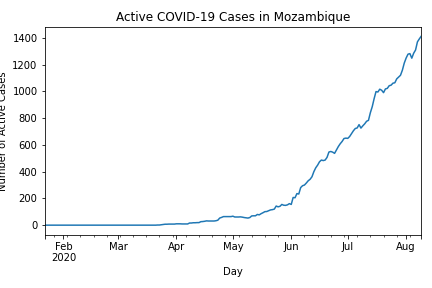 Active COVID-19 Cases in Mozambique
Number of Active Cases
1400
1200
1000
800
600
400
200
0
Feb Mar Apr May Jun Jul Aug
2020
Day